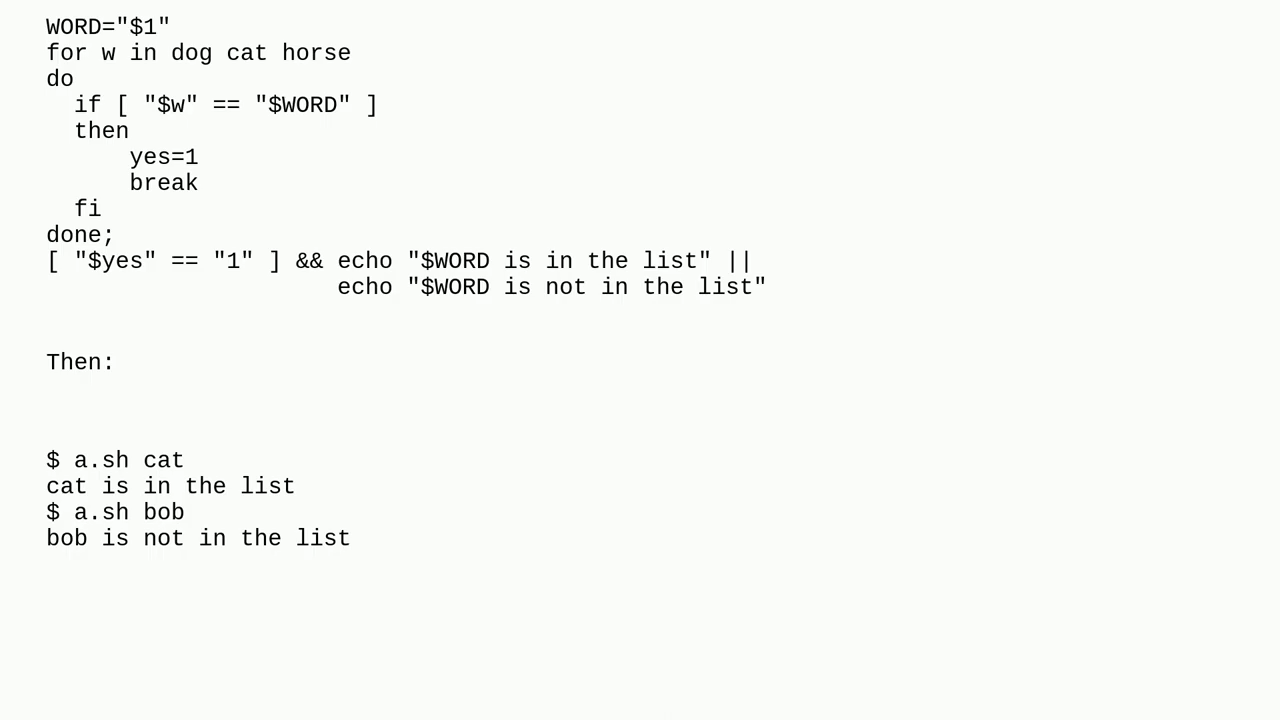 WORD="$1"
for w in dog cat horse
do
  if [ "$w" == "$WORD" ]
  then
      yes=1
      break
  fi
done;
[ "$yes" == "1" ] && echo "$WORD is in the list" ||
                     echo "$WORD is not in the list"
Then:
$ a.sh cat
cat is in the list
$ a.sh bob
bob is not in the list